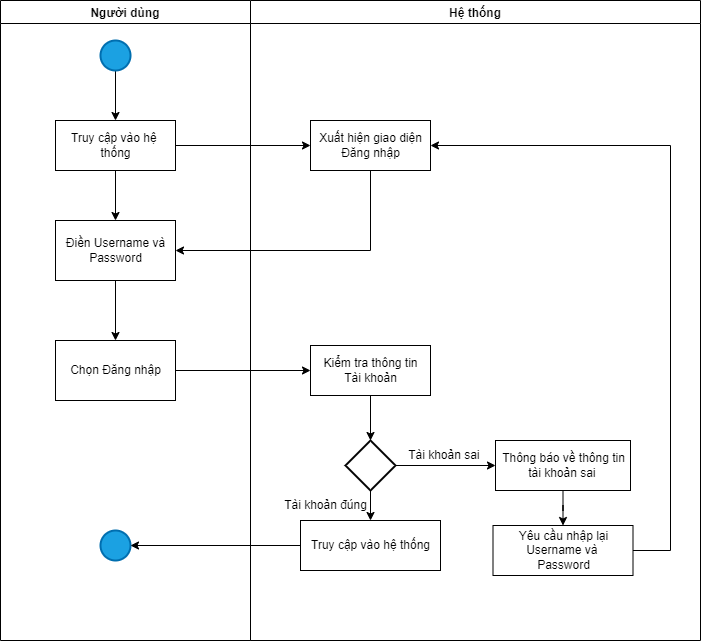 Người dùng
Hệ thống
Truy cập vào hệ
thống
Xuất hiện giao diện
Đăng nhập
Điền Username và
Password
Chọn Đăng nhập
Kiểm tra thông tin
Tài khoản
Tài khoản sai
Thông báo về thông tin
tài khoản sai
Tài khoản đúng
Truy cập vào hệ thống
Yêu cầu nhập lại
Username và
Password